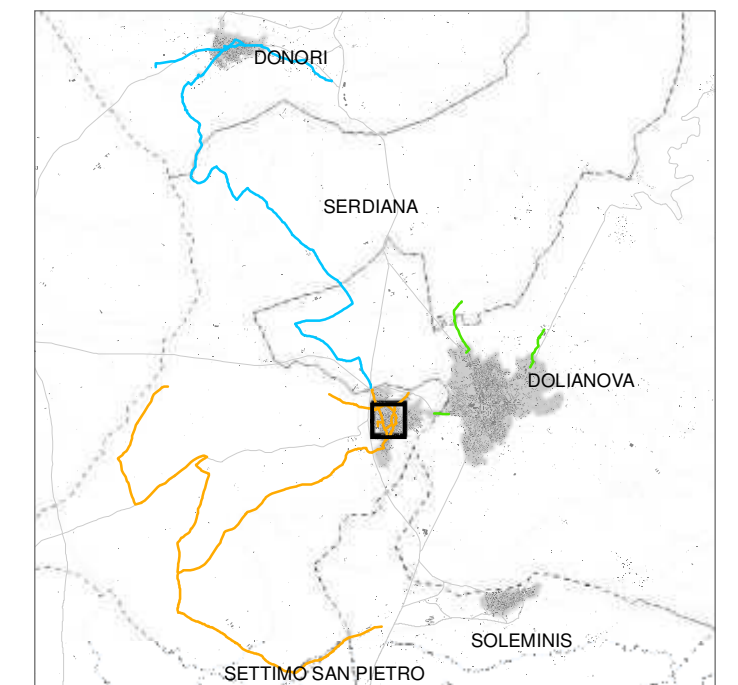 DONORI
SERDIANA
DOLIANOVA
SOLEMINIS
SETTIMO SAN PIETRO